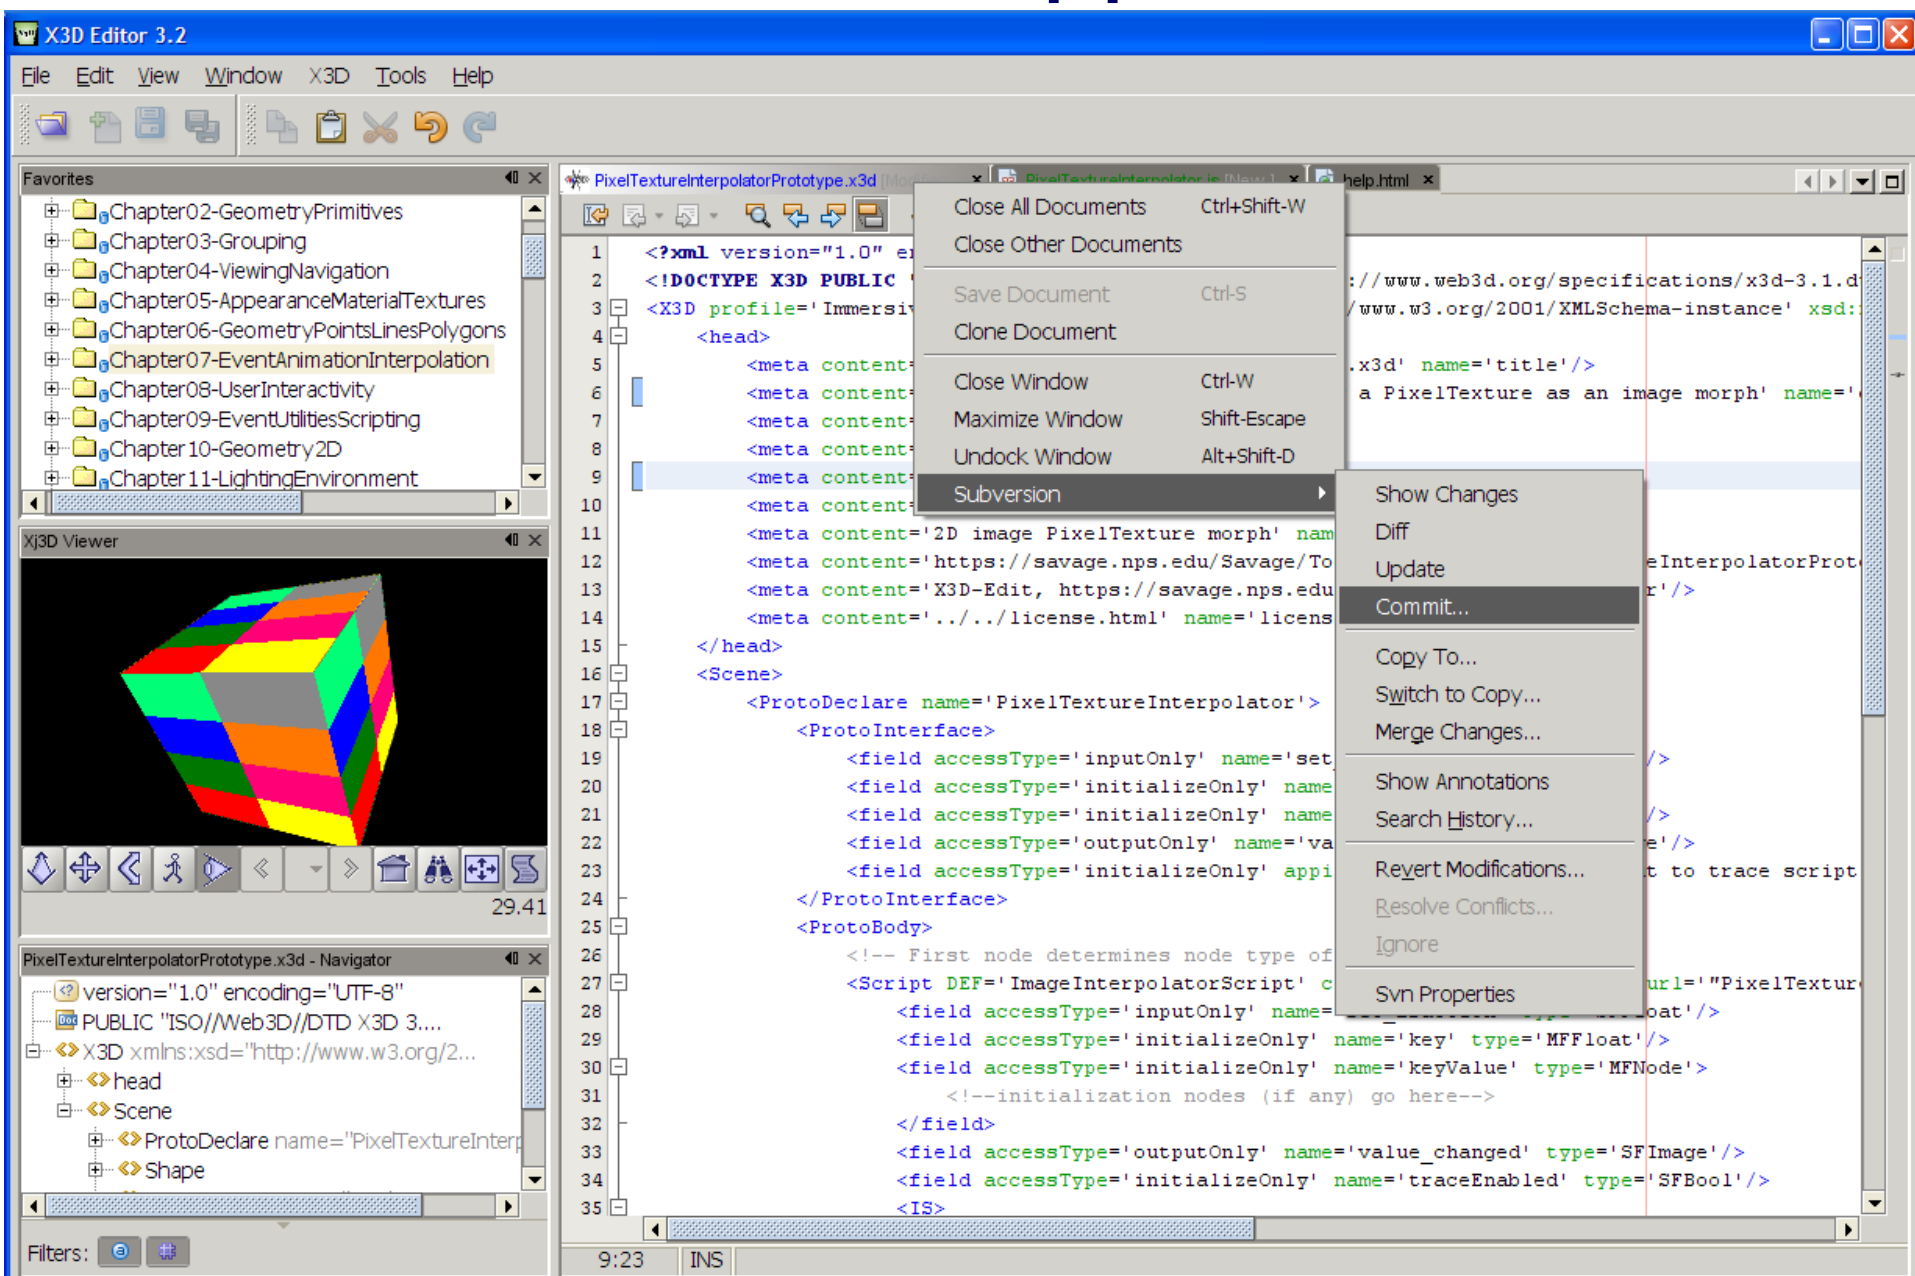 X3D Editor 3.2
File Edit View Window X3D Tools Help
Favorites
Chapter02-GeometryPrimitives
Chapter03-Grouping
Chapter04-ViewingNavigation
Chapter05-AppearanceMaterialTextures
Chapter06-GeometryPointsLinesPolygons
Chapter07-EventAnimationInterpolation
Chapter08-UserInteractivity
Chapter09-EventUtilitiesScripting
Chapter10-Geometry2D
Chapter11-LightingEnvironment
Xj3D Viewer
29.41
PixelTextureInterpolatorPrototype.x3d - Navigator
version="1.0" encoding="UTF-8"
PUBLIC "ISO//Web3D//DTD X3D 3....
X3D xmlns:xsd="http://www.w3.org/2...
head
Scene
ProtoDeclare name="PixelTextureInterp
Shape
Filters:
PixelTextureInterpolatorPrototype.x3d PixelTextureInterpolator.js [New ] help.html
1 <?xml version="1.0" e
2 <!DOCTYPE X3D PUBLIC ://www.web3d.org/specifications/x3d-3.1.d
3 <X3D profile='Immersiv /www.w3.org/2001/XMLSchema-instance' xsd:
4 <head>
5 <meta content= .x3d' name='title'/>
6 <meta content= a PixelTexture as an image morph' name='
7 <meta content=
8 <meta content=
9 <meta content=
10 <meta content=
11 <meta content='2D image PixelTexture morph' nam
12 <meta content='https://savage.nps.edu/Savage/To eInterpolatorProt
13 <meta content='X3D-Edit, https://savage.nps.edu r'/>
14 <meta content='../../license.html' name='licens
15 </head>
16 <Scene>
17 <ProtoDeclare name='PixelTextureInterpolator'>
18 <ProtoInterface>
19 <field accessType='inputOnly' name='set_ />
20 <field accessType='initializeOnly' name
21 <field accessType='initializeOnly' name />
22 <field accessType='outputOnly' name='va e'/>
23 <field accessType='initializeOnly' appi t to trace script
24 </ProtoInterface>
25 <ProtoBody>
26 <!-- First node determines node type of
27 <Script DEF='ImageInterpolatorScript' c url='"PixelTexture
28 <field accessType='inputOnly' name= oat'/>
29 <field accessType='initializeOnly' name='key' type='MFFloat'/>
30 <field accessType='initializeOnly' name='keyValue' type='MFNode'>
31 <!--initialization nodes (if any) go here-->
32 </field>
33 <field accessType='outputOnly' name='value_changed' type='SFImage'/>
34 <field accessType='initializeOnly' name='traceEnabled' type='SFBool'/>
35 <IS>
9:23 INS
Close All Documents Ctrl+Shift-W
Close Other Documents
Save Document Ctrl-S
Clone Document
Close Window Ctrl-W
Maximize Window Shift-Escape
Undock Window Alt+Shift-D
Subversion
Show Changes
Diff
Update
Commit...
Copy To...
Switch to Copy...
Merge Changes...
Show Annotations
Search History...
Revert Modifications...
Resolve Conflicts...
Ignore
Svn Properties